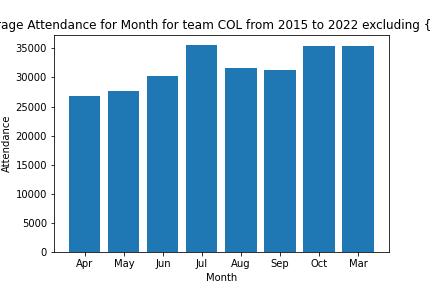 rage Attendance for Month for team COL from 2015 to 2022 excluding {
35000
30000
25000
20000
15000
10000
5000
0
Attendance
Apr May Jun Jul Aug Sep Oct Mar
Month